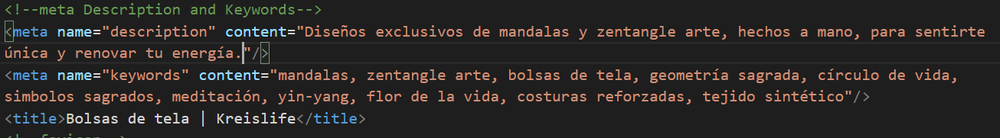 <!--meta Description and Keywords-->
<meta name="description" content="Diseños exclusivos de mandalas y zentangle arte, hechos a mano, para sentirte
única y renovar tu energía."/>
<meta name="keywords" content="mandalas, zentangle arte, bolsas de tela, geometría sagrada, círculo de vida,
simbolos sagrados, meditación, yin-yang, flor de la vida, costuras reforzadas, tejido sintético"/>
<title>Bolsas de tela | Kreislife</title>